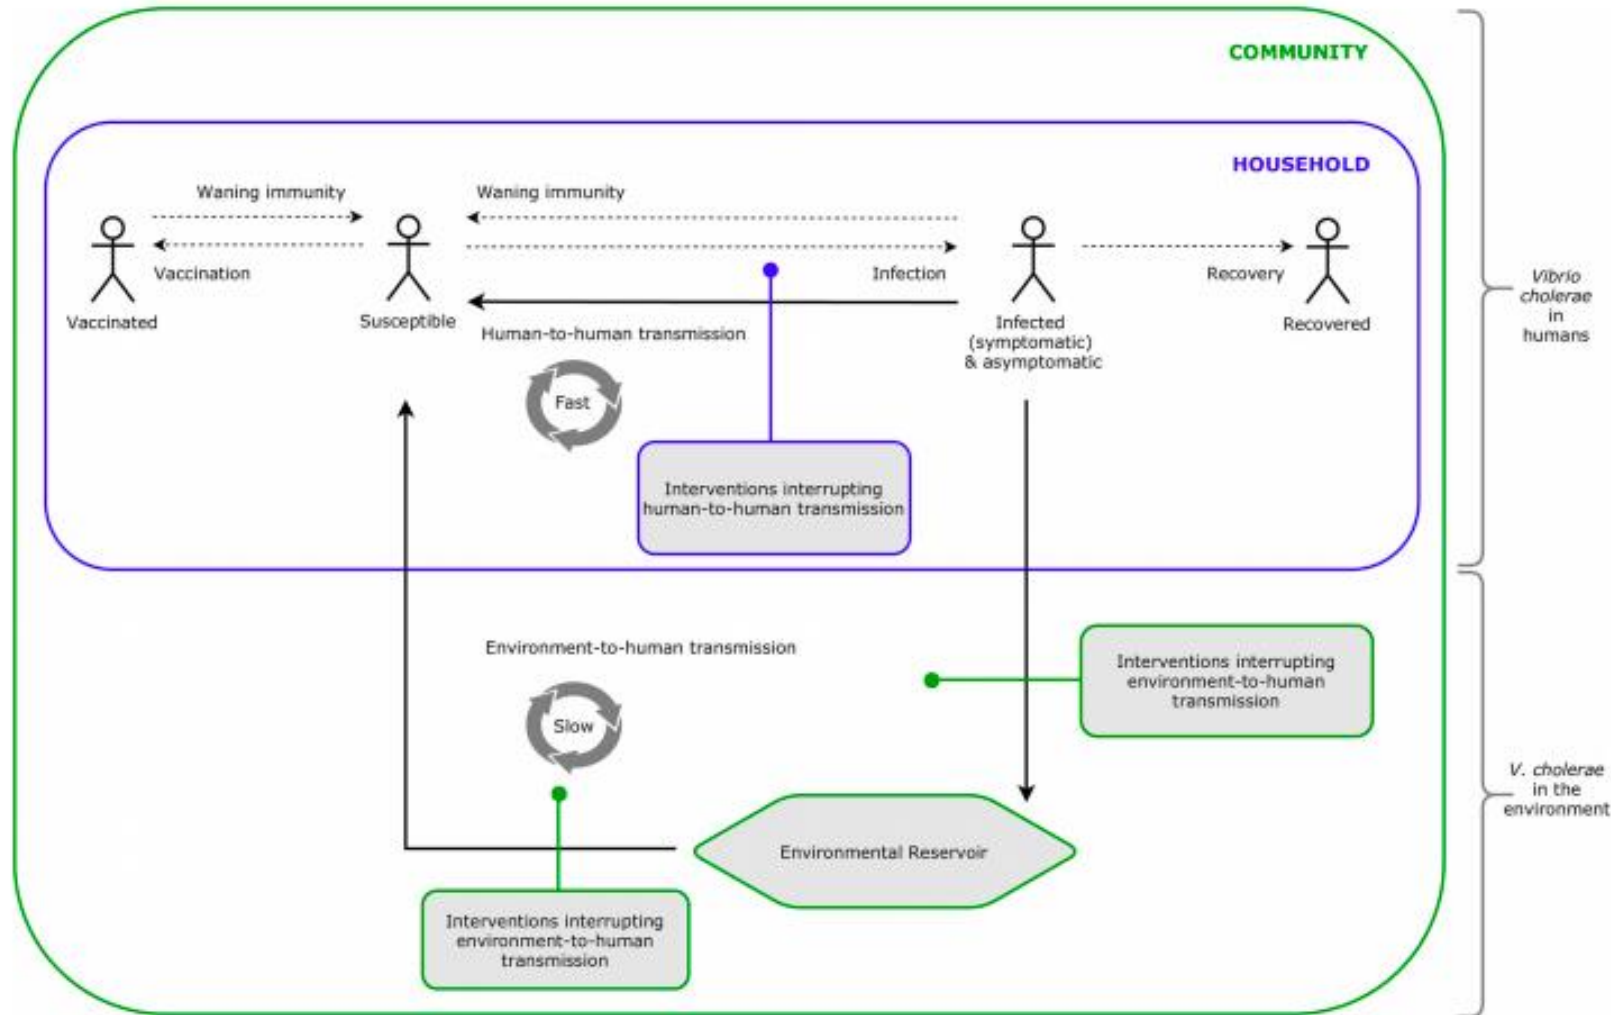 COMMUNITY
HOUSEHOLD
Waning immunity
Waning immunity
Vaccination
Infection
Recovery
Vaccinated
Susceptible
Infected
(symptomatic)
& asymptomatic
Recovered
Human-to-human transmission
Fast
Interventions interrupting
human-to-human transmission
Vibrio
cholerae
in
humans
Environment-to-human transmission
Slow
Interventions interrupting
environment-to-human
transmission
Environmental Reservoir
Interventions interrupting
environment-to-human
transmission
V. cholerae
in the
environment